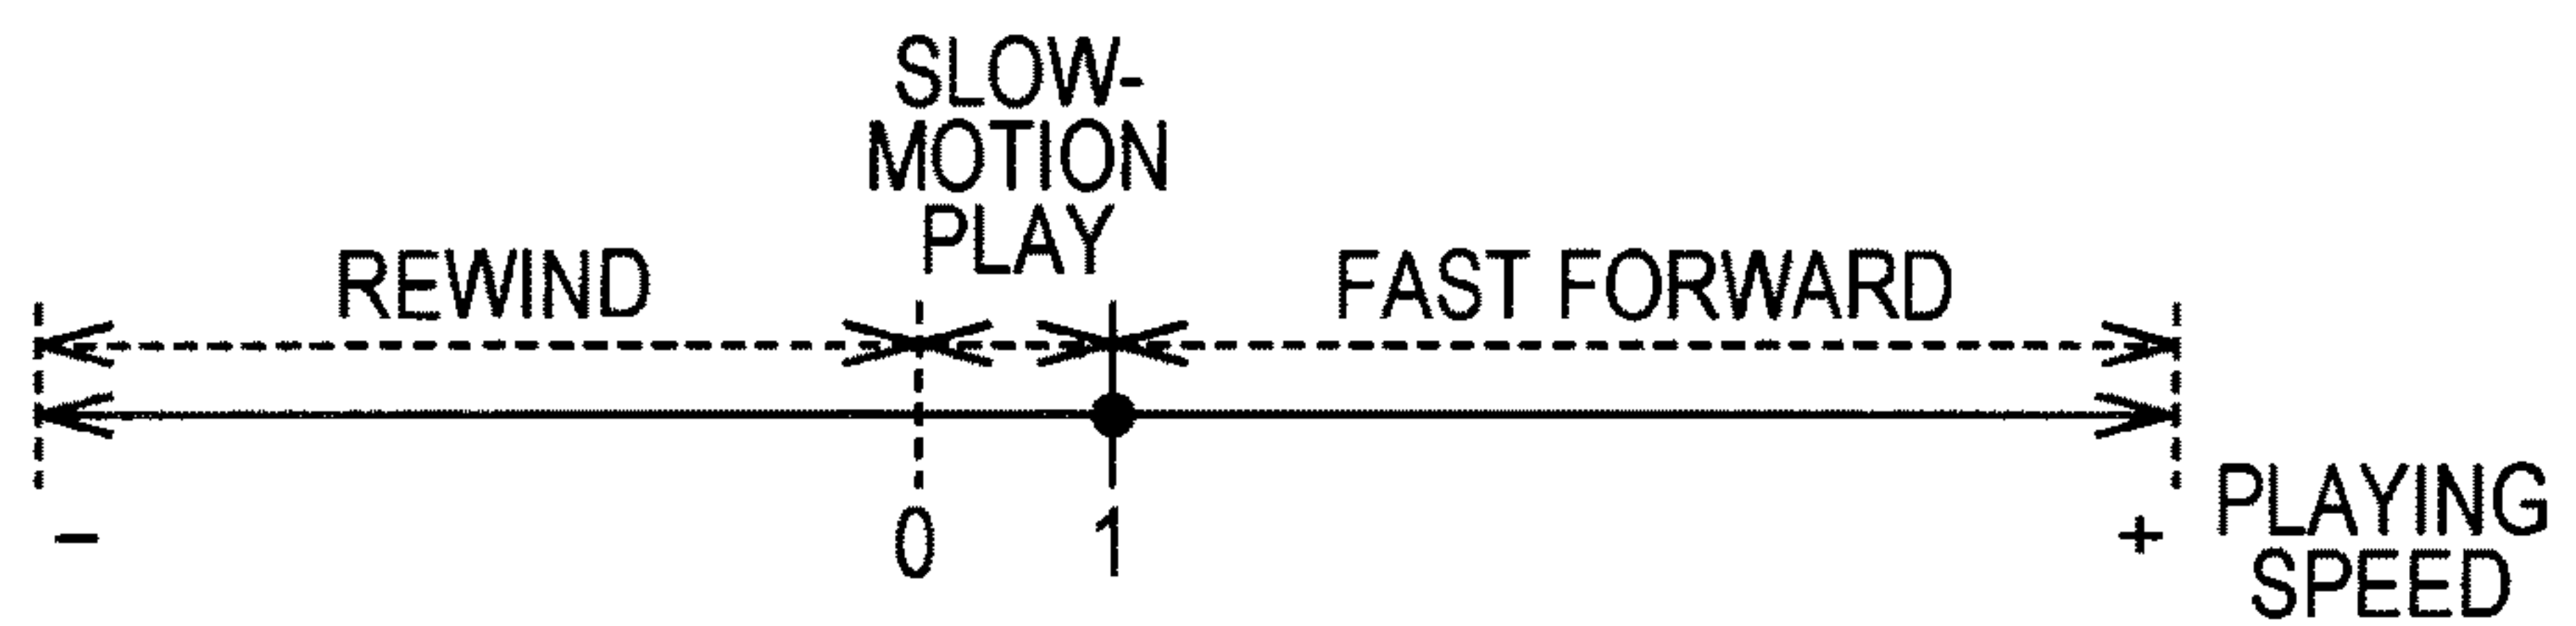 SLOW-
MOTION
PLAY
REWIND
FAST FORWARD
0
1
−
+
PLAYING
SPEED